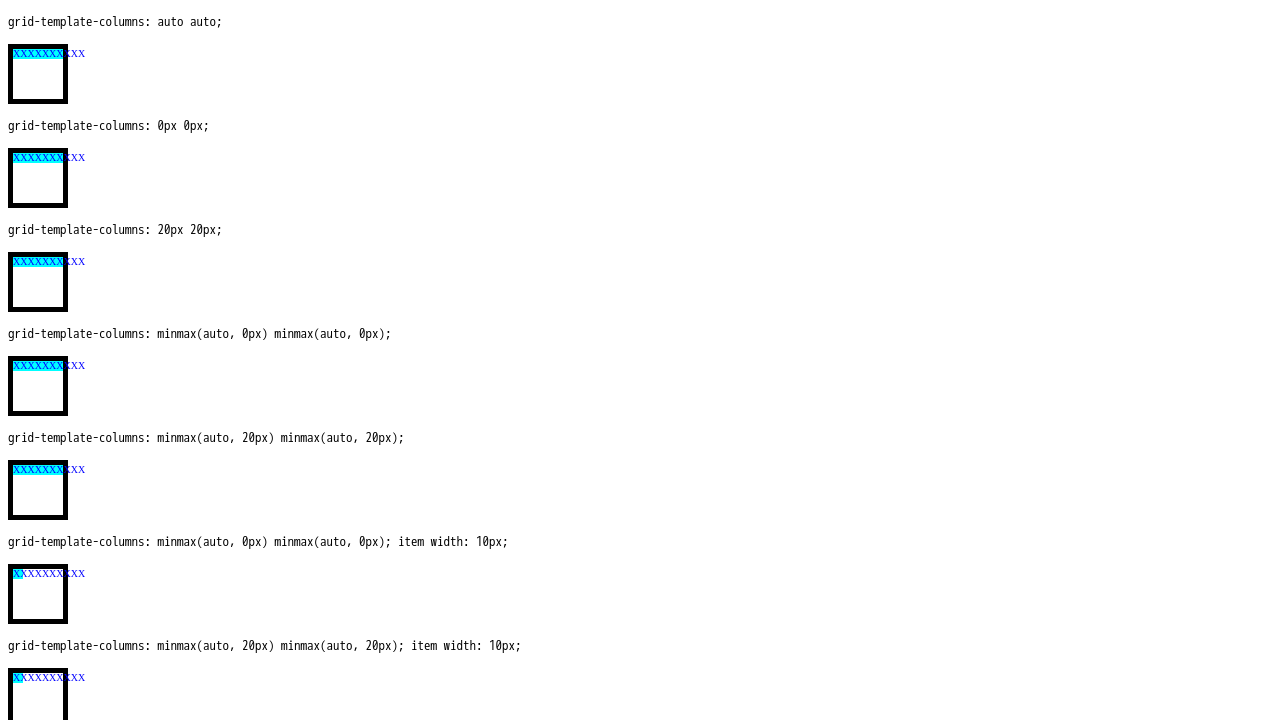 grid-template-columns: auto auto;
XXXXXXXXXX
grid-template-columns: 0px 0px;
XXXXXXXXXX
grid-template-columns: 20px 20px;
XXXXXXXXXX
grid-template-columns: minmax(auto, 0px) minmax(auto, 0px);
XXXXXXXXXX
grid-template-columns: minmax(auto, 20px) minmax(auto, 20px);
XXXXXXXXXX
grid-template-columns: minmax(auto, 0px) minmax(auto, 0px); item width: 10px;
XXXXXXXXXX
grid-template-columns: minmax(auto, 20px) minmax(auto, 20px); item width: 10px;
XXXXXXXXXX